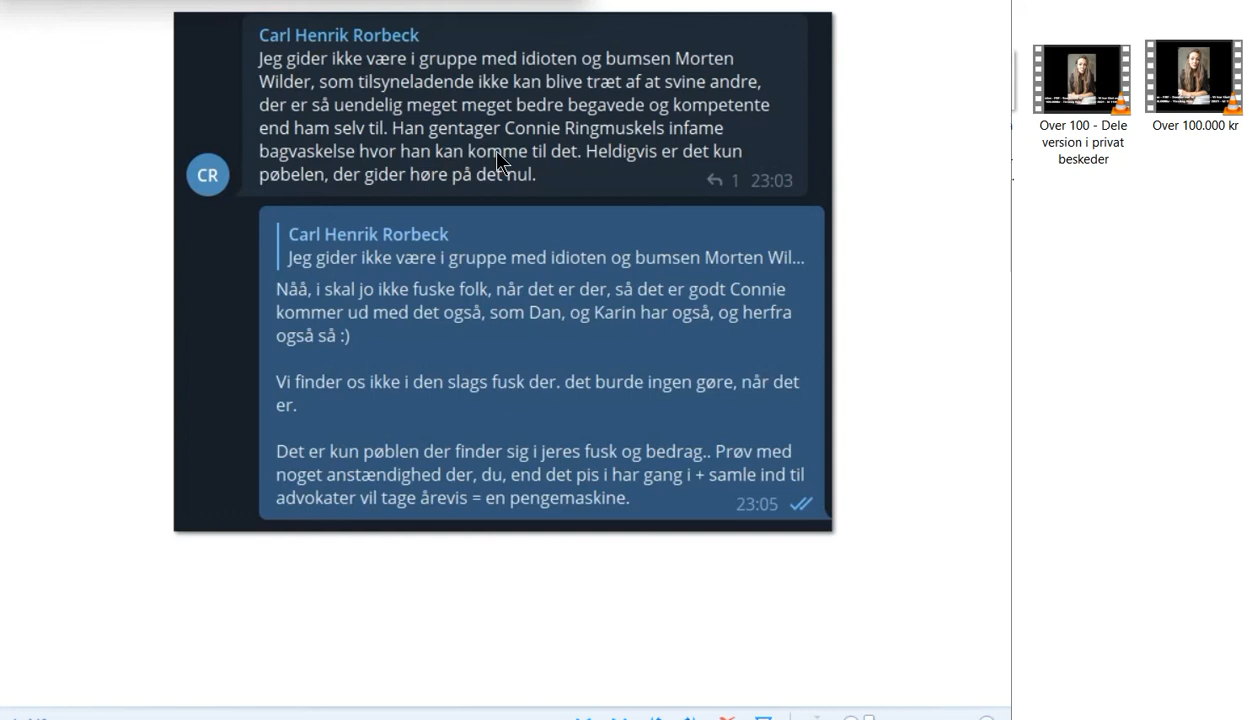 Carl Henrik Rorbeck
Jeg gider ikke være i gruppe med idioten og bumsen Morten
Wilder, som tilsyneladende ikke kan blive træt af at svine andre,
der er så uendelig meget meget bedre begavede og kompetente
end ham selv til. Han gentager Connie Ringmuskels infame
bagvaskelse hvor han kan komme til det. Heldigvis er det kun
pøbelen, der gider høre på det nul.
CR
1 23:03
Carl Henrik Rorbeck
Jeg gider ikke være i gruppe med idioten og bumsen Morten Wil...
Nåå, i skal jo ikke fuske folk, når det er der, så det er godt Connie
kommer ud med det også, som Dan, og Karin har også, og herfra
også så :)
Vi finder os ikke i den slags fusk der. det burde ingen gøre, når det
er.
Det er kun pøblen der finder sig i jeres fusk og bedrag.. Prøv med
noget anstændighed der, du, end det pis i har gang i + samle ind til
advokater vil tage årevis = en pengemaskine.
23:05
Over 100 - Dele
version i privat
beskeder
Over 100.000 kr